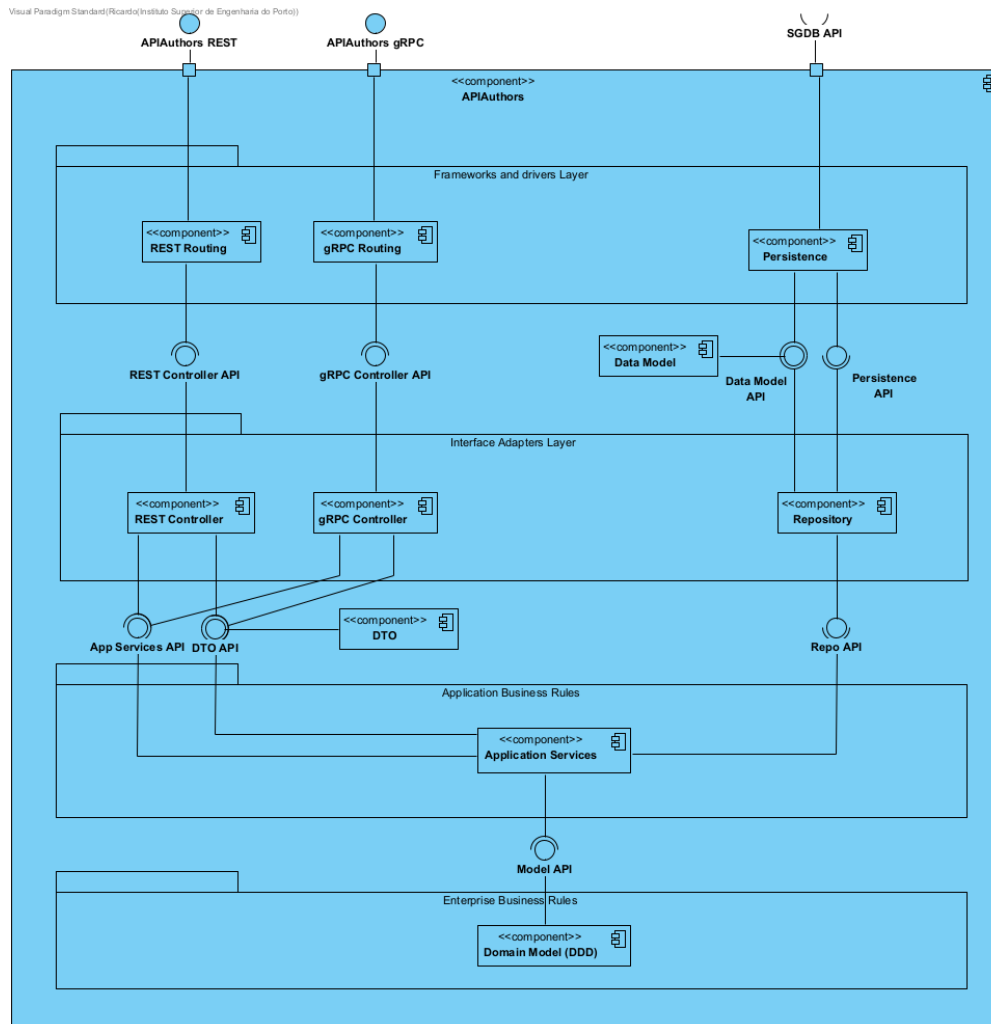 Visual Paradigm Standard(Ricardo(Instituto Superior de Engenharia do Porto))
APIAuthors REST
APIAuthors gRPC
SGDB API
<<component>>
APIAuthors
Frameworks and drivers Layer
<<component>>
REST Routing
<<component>>
gRPC Routing
<<component>>
Persistence
REST Controller API
gRPC Controller API
<<component>>
Data Model
Data Model
API
Persistence
API
Interface Adapters Layer
<<component>>
REST Controller
<<component>>
gRPC Controller
<<component>>
Repository
App Services API
DTO API
<<component>>
DTO
Repo API
Application Business Rules
<<component>>
Application Services
Model API
Enterprise Business Rules
<<component>>
Domain Model (DDD)